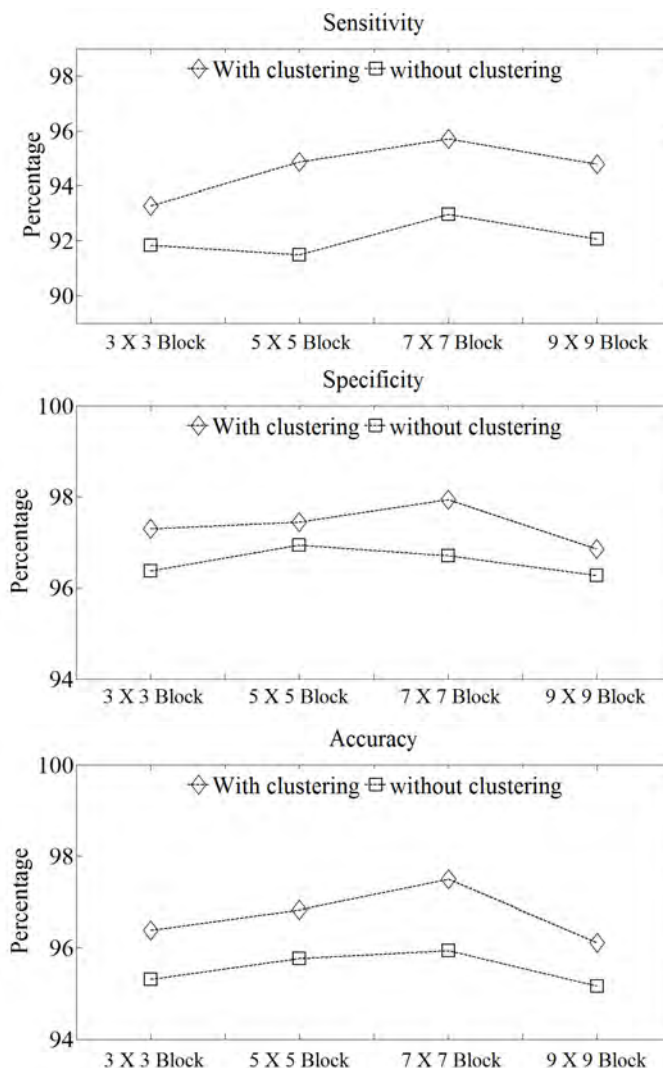 Sensitivity
98
With clustering without clustering
96
94
92
90
Percentage
3 X 3 Block 5 X 5 Block 7 X 7 Block 9 X 9 Block
Specificity
100
With clustering without clustering
98
96
94
Percentage
3 X 3 Block 5 X 5 Block 7 X 7 Block 9 X 9 Block
Accuracy
100
With clustering without clustering
98
96
94
Percentage
3 X 3 Block 5 X 5 Block 7 X 7 Block 9 X 9 Block